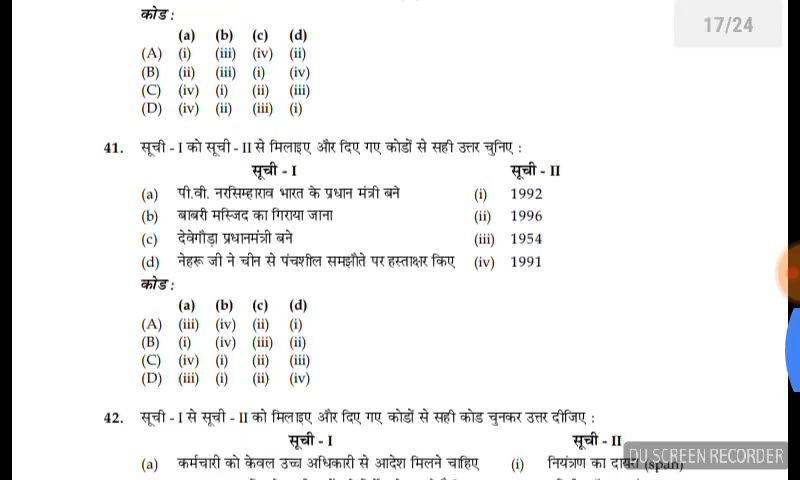 कोड :
17/24
(a) (b) (c) (d)
(A) (i) (iii) (iv) (ii)
(B) (ii) (iii) (i) (iv)
(C) (iv) (i) (ii) (iii)
(D) (iv) (ii) (iii) (i)
41. सूची - I को सूची - II से मिलाइए और दिए गए कोडों से सही उत्तर चुनिए :
सूची - I सूची - II
(a) पी.वी. नरसिम्हाराव भारत के प्रधान मंत्री बने (i) 1992
(b) बाबरी मस्जिद का गिराया जाना (ii) 1996
(c) देवेगौड़ा प्रधानमंत्री बने (iii) 1954
(d) नेहरू जी ने चीन से पंचशील समझौते पर हस्ताक्षर किए (iv) 1991
कोड :
(a) (b) (c) (d)
(A) (iii) (iv) (ii) (i)
(B) (i) (iv) (iii) (ii)
(C) (iv) (i) (ii) (iii)
(D) (iii) (i) (ii) (iv)
42. सूची - I से सूची - II को मिलाइए और दिए गए कोडों से सही कोड चुनकर उत्तर दीजिए :
सूची - I सूची - II
(a) कर्मचारी को केवल उच्च अधिकारी से आदेश मिलने चाहिए (i) नियंत्रण का दायरा (span)
DU SCREEN RECORDER